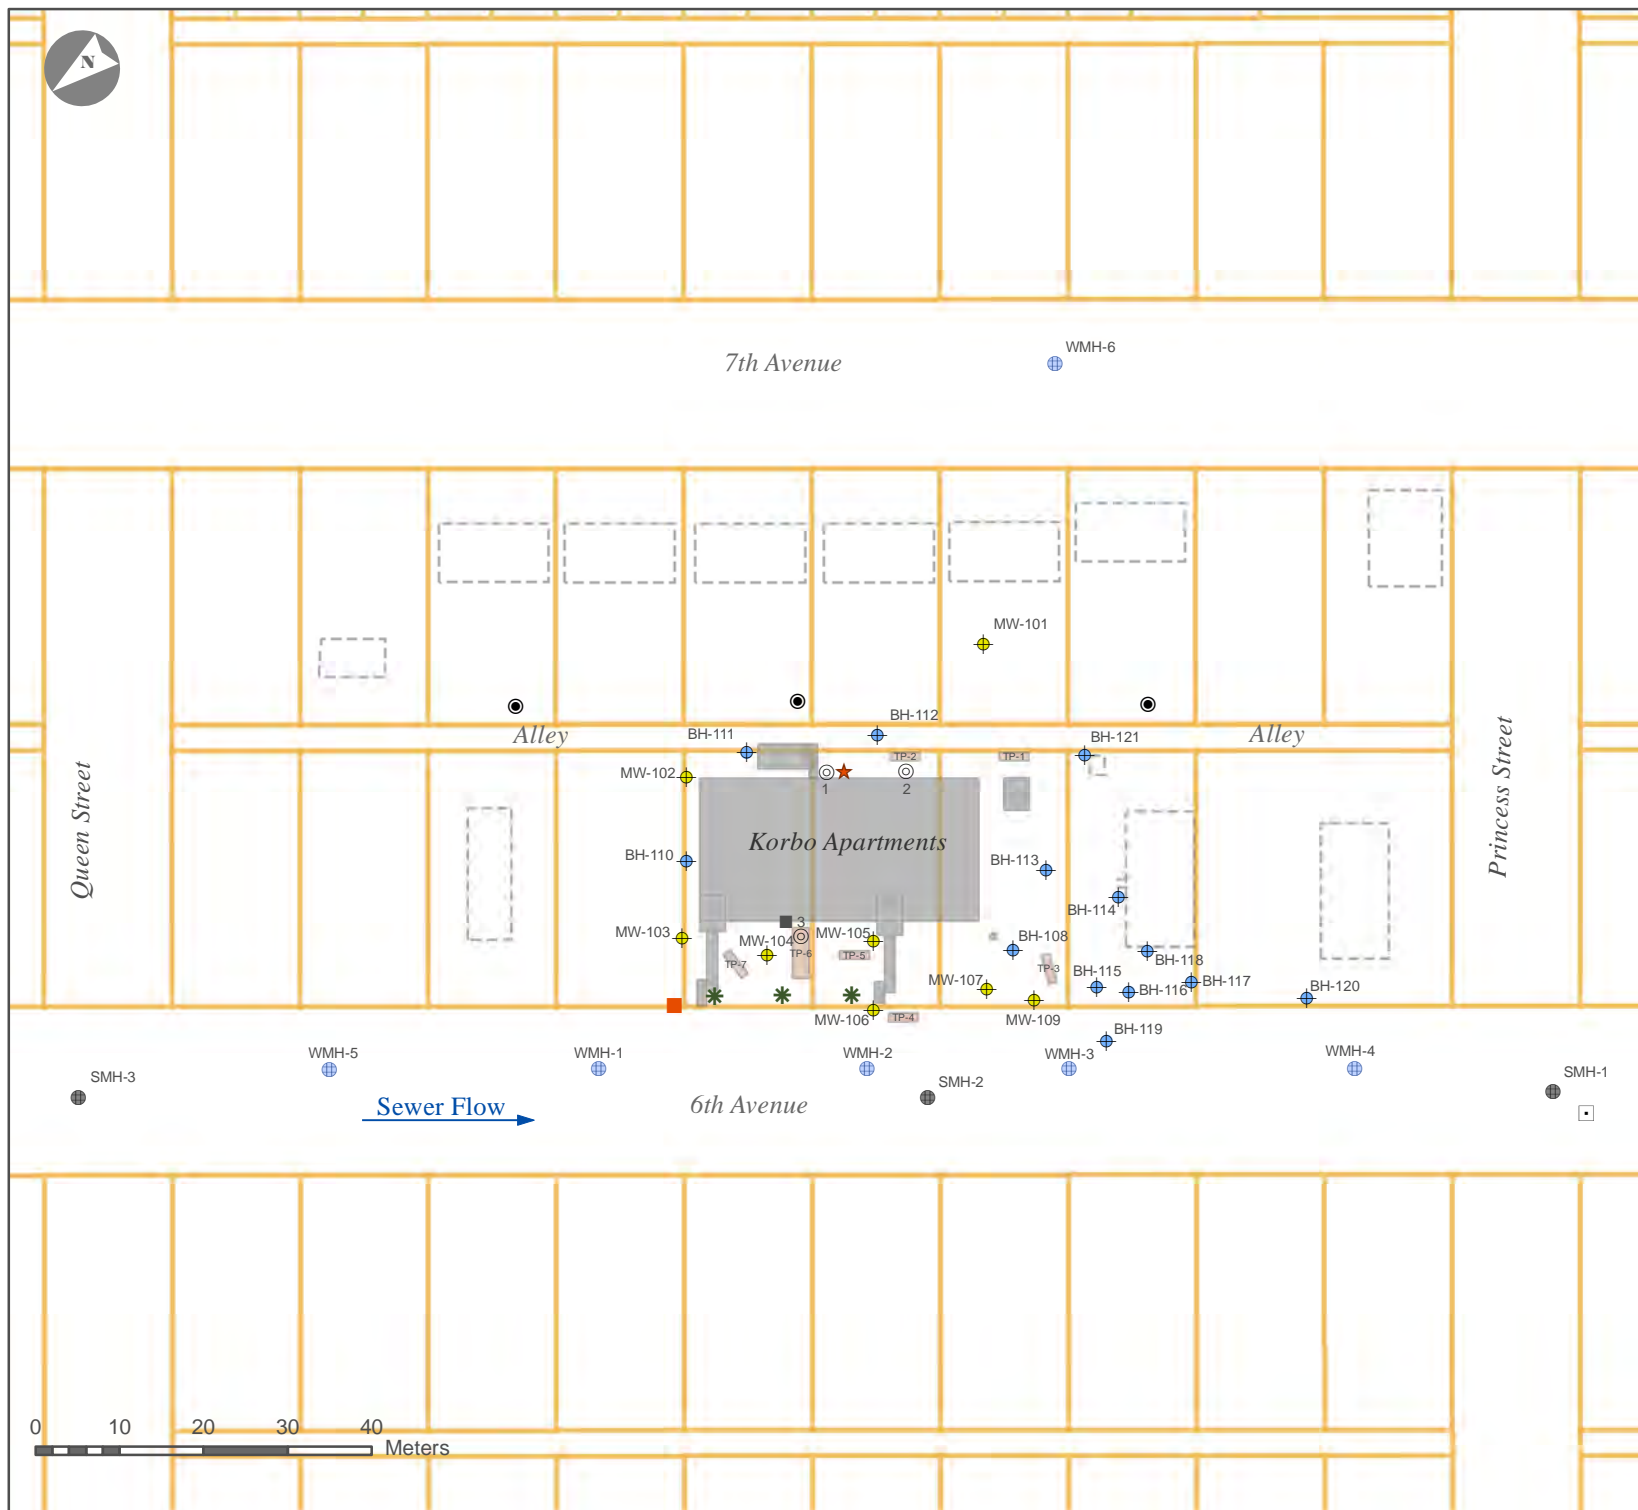 N
WMH-6
7th Avenue
MW-101
BH-112
Alley
BH-111
BH-121
Alley
TP-2
TP-1
MW-102
1
2
Queen Street
Princess Street
Korbo Apartments
BH-110
BH-113
BH-114
3
MW-103
MW-104
MW-105
BH-108
TP-6
TP-5
TP-7
TP-3
BH-118
MW-107
BH-115
BH-116
BH-117
BH-120
MW-106
TP-4
MW-109
BH-119
WMH-5
WMH-1
WMH-2
WMH-3
WMH-4
SMH-3
SMH-2
SMH-1
Sewer Flow
6th Avenue
0 10 20 30 40
Meters